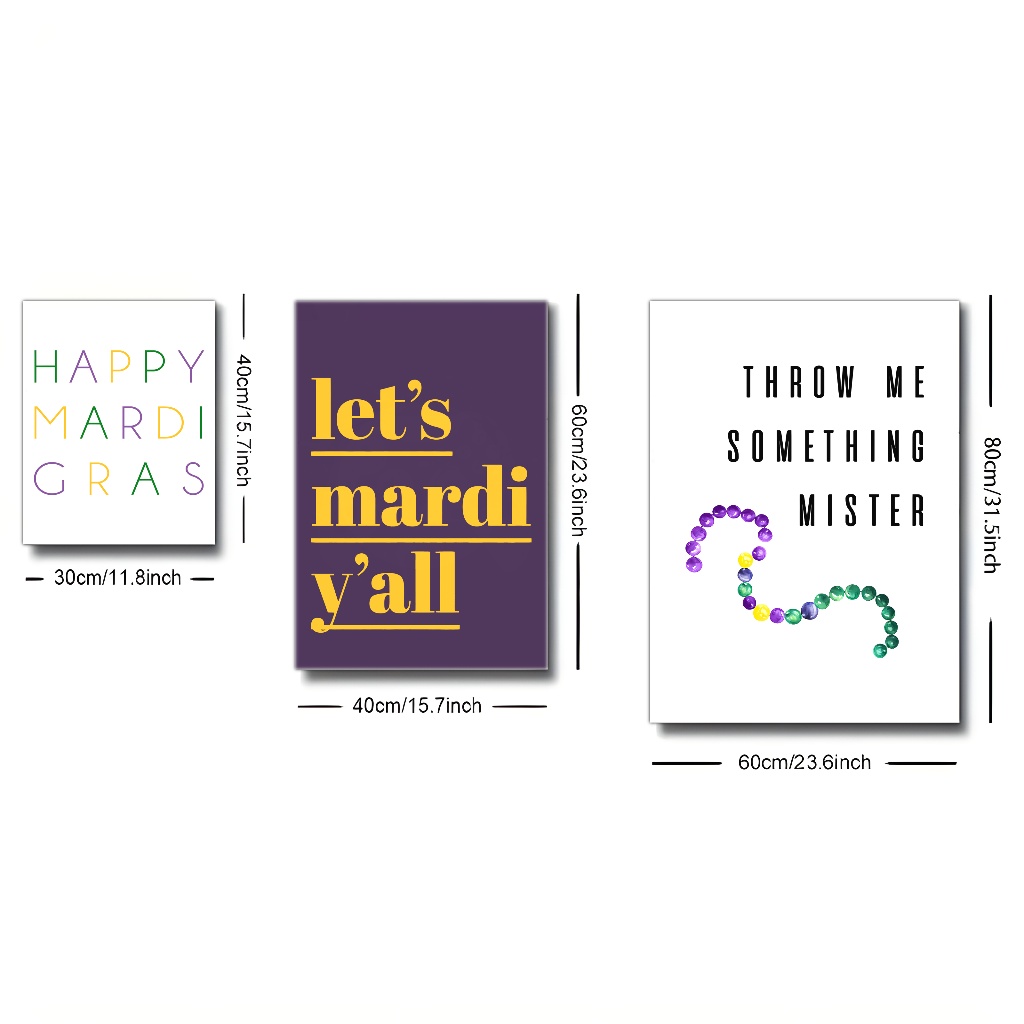 HAPPY
MARDI
GRAS
40cm/15.7inch
30cm/11.8inch
let's
mardi
y'all
60cm/23.6inch
40cm/15.7inch
THROW ME
SOMETHING
MISTER
80cm/31.5inch
60cm/23.6inch